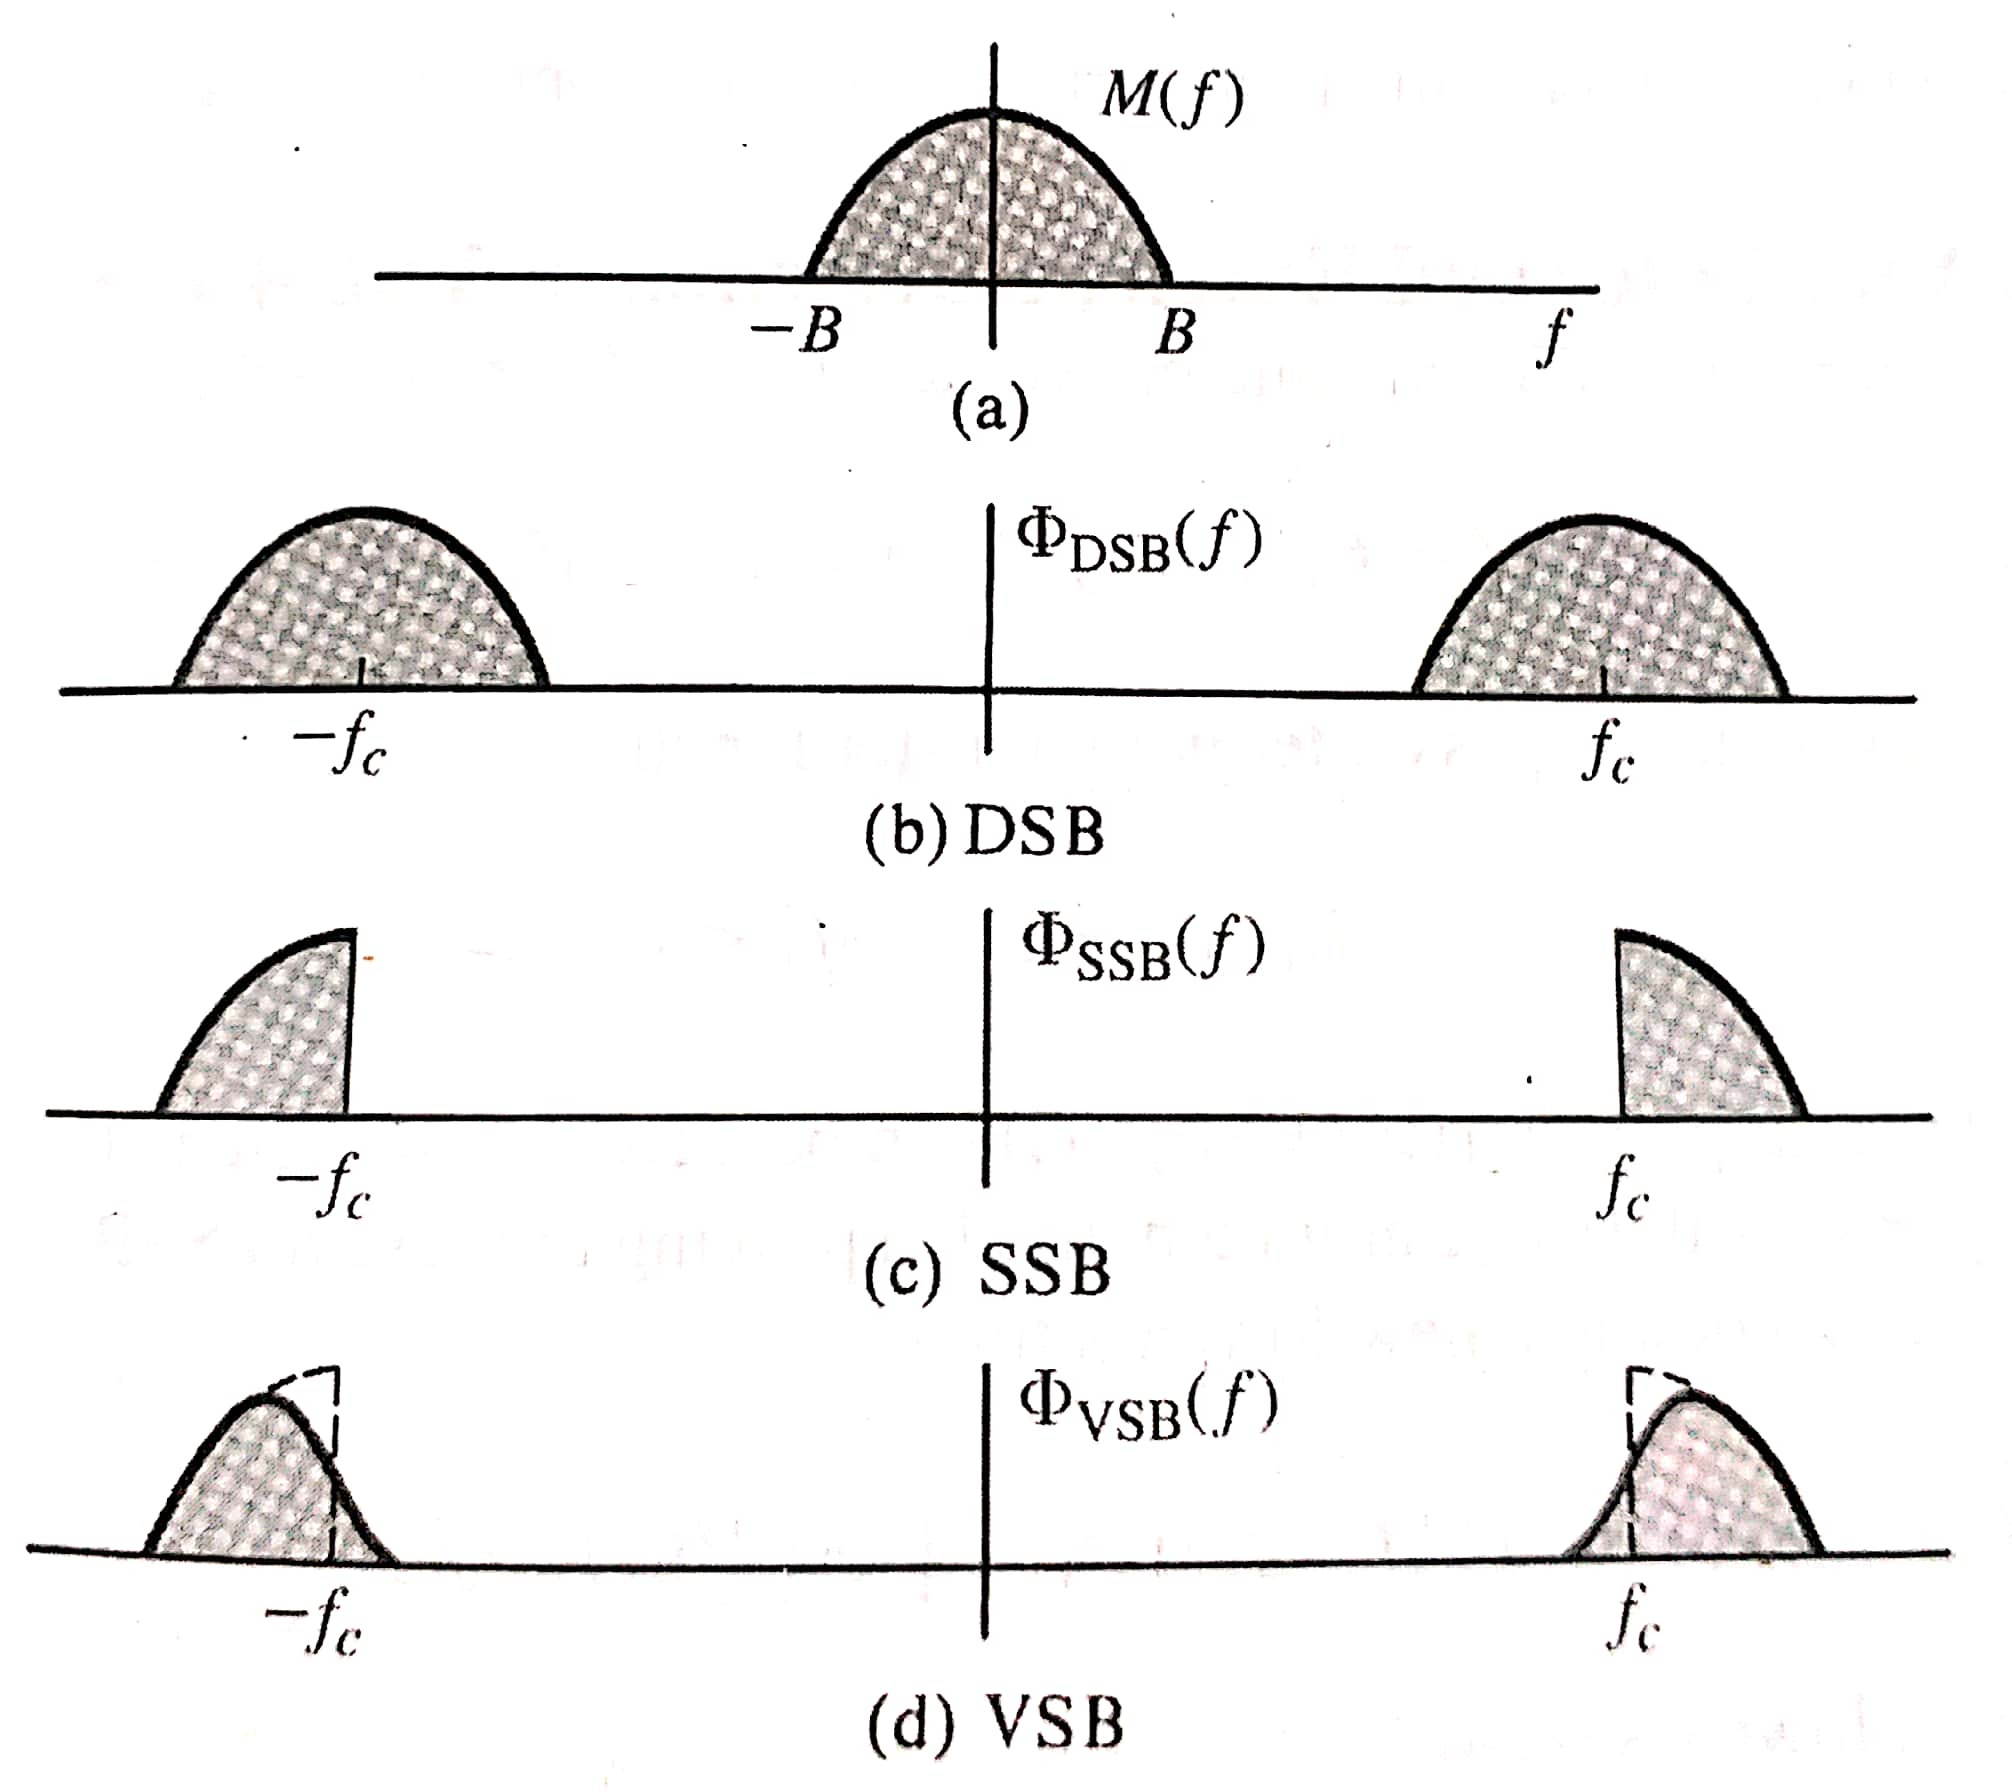 M(f)
−B B f
(a)
Φ_DSB(f)
−f_c f_c
(b) DSB
Φ_SSB(f)
−f_c f_c
(c) SSB
Φ_VSB(f)
−f_c f_c
(d) VSB